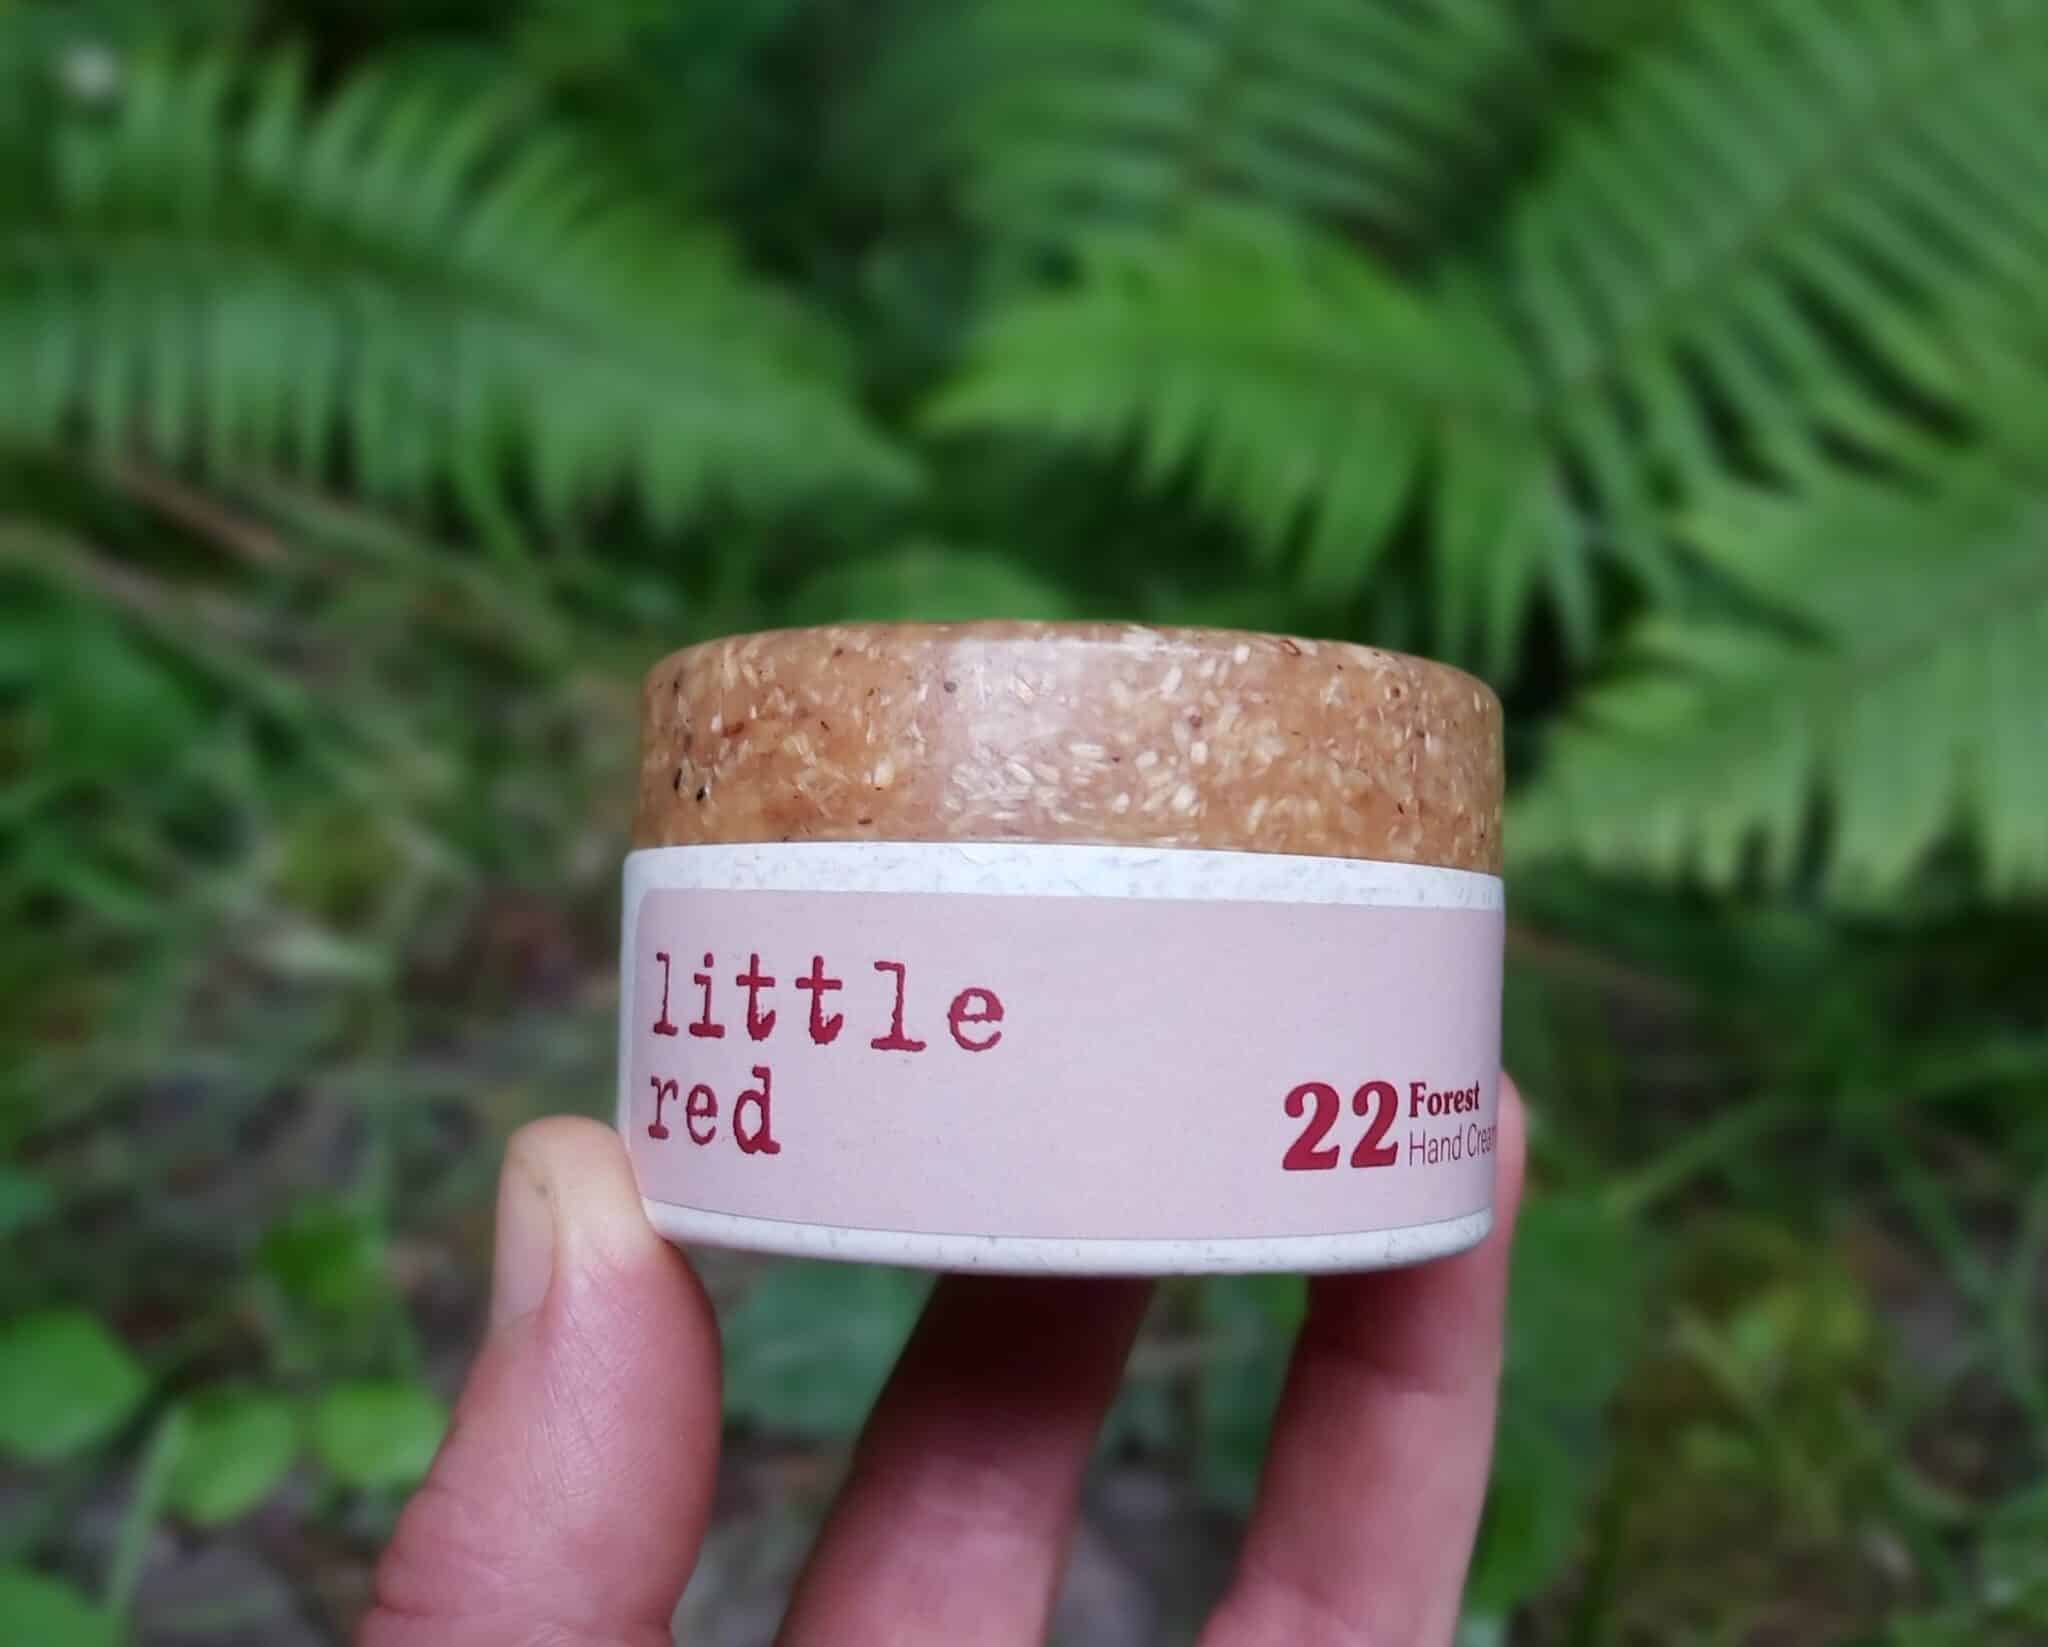 little
red
22 Forest
Hand Cream